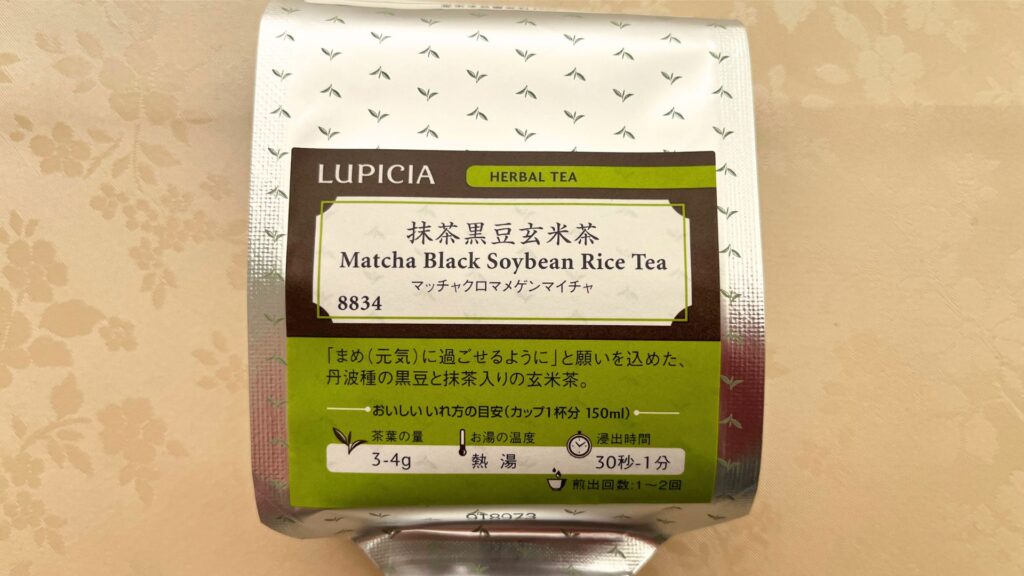 LUPICIA
HERBAL TEA
抹茶黒豆玄米茶
Matcha Black Soybean Rice Tea
マッチャクロマメゲンマイチャ
8834
「まめ（元気）に過ごせるように」と願いを込めた、
丹波種の黒豆と抹茶入りの玄米茶。
おいしいいれ方の目安（カップ1杯分 150ml）
茶葉の量
お湯の温度
浸出時間
3-4g
熱湯
30秒-1分
煎出回数：1〜2回